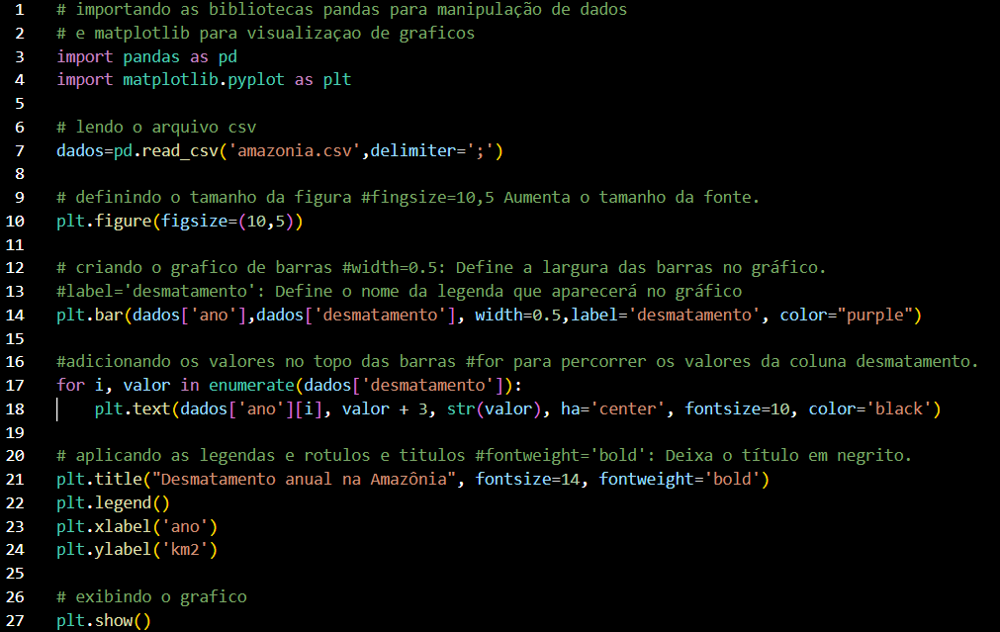 1 # importando as bibliotecas pandas para manipulação de dados
2 # e matplotlib para visualizaçao de graficos
3 import pandas as pd
4 import matplotlib.pyplot as plt
5
6 # lendo o arquivo csv
7 dados=pd.read_csv('amazonia.csv',delimiter=';')
8
9 # definindo o tamanho da figura #fingsize=10,5 Aumenta o tamanho da fonte.
10 plt.figure(figsize=(10,5))
11
12 # criando o grafico de barras #width=0.5: Define a largura das barras no gráfico.
13 #label='desmatamento': Define o nome da legenda que aparecerá no gráfico
14 plt.bar(dados['ano'],dados['desmatamento'], width=0.5,label='desmatamento', color="purple")
15
16 #adicionando os valores no topo das barras #for para percorrer os valores da coluna desmatamento.
17 for i, valor in enumerate(dados['desmatamento']):
18     plt.text(dados['ano'][i], valor + 3, str(valor), ha='center', fontsize=10, color='black')
19
20 # aplicando as legendas e rotulos e titulos #fontweight='bold': Deixa o título em negrito.
21 plt.title("Desmatamento anual na Amazônia", fontsize=14, fontweight='bold')
22 plt.legend()
23 plt.xlabel('ano')
24 plt.ylabel('km2')
25
26 # exibindo o grafico
27 plt.show()